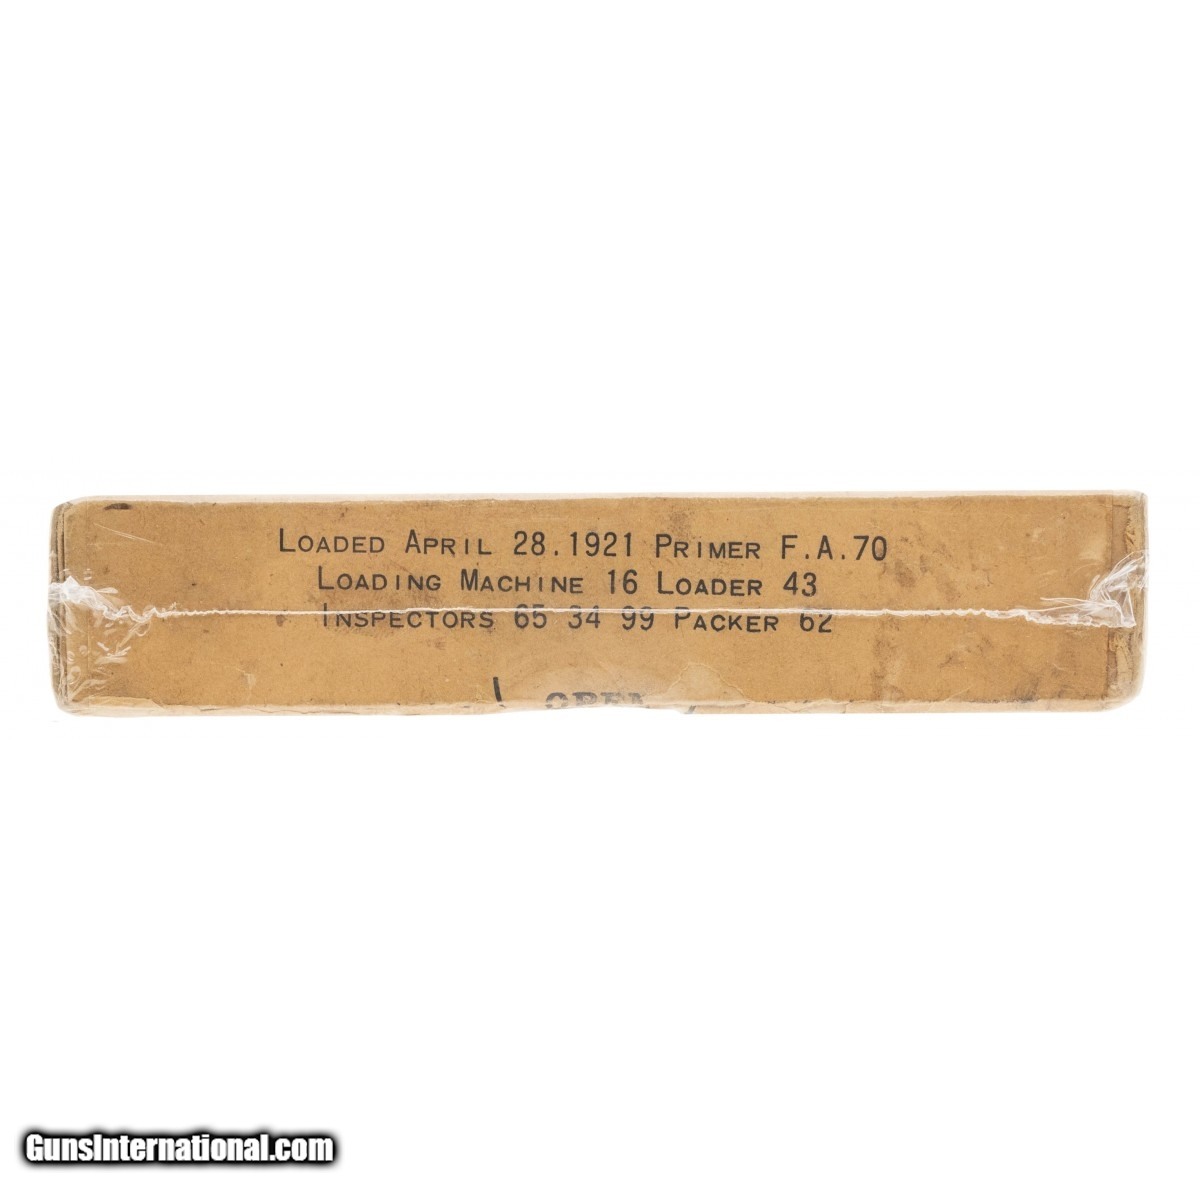 LOADED APRIL 28.1921 PRIMER F.A.70
LOADING MACHINE 16 LOADER 43
INSPECTORS 65 34 99 PACKER 62
OPEN
GunsInternational.com